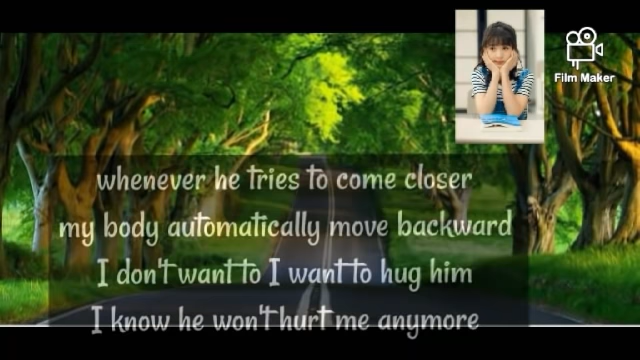 Film Maker
whenever he tries to come closer
my body automatically move backward
I don't want to I want to hug him
I know he won't hurt me anymore